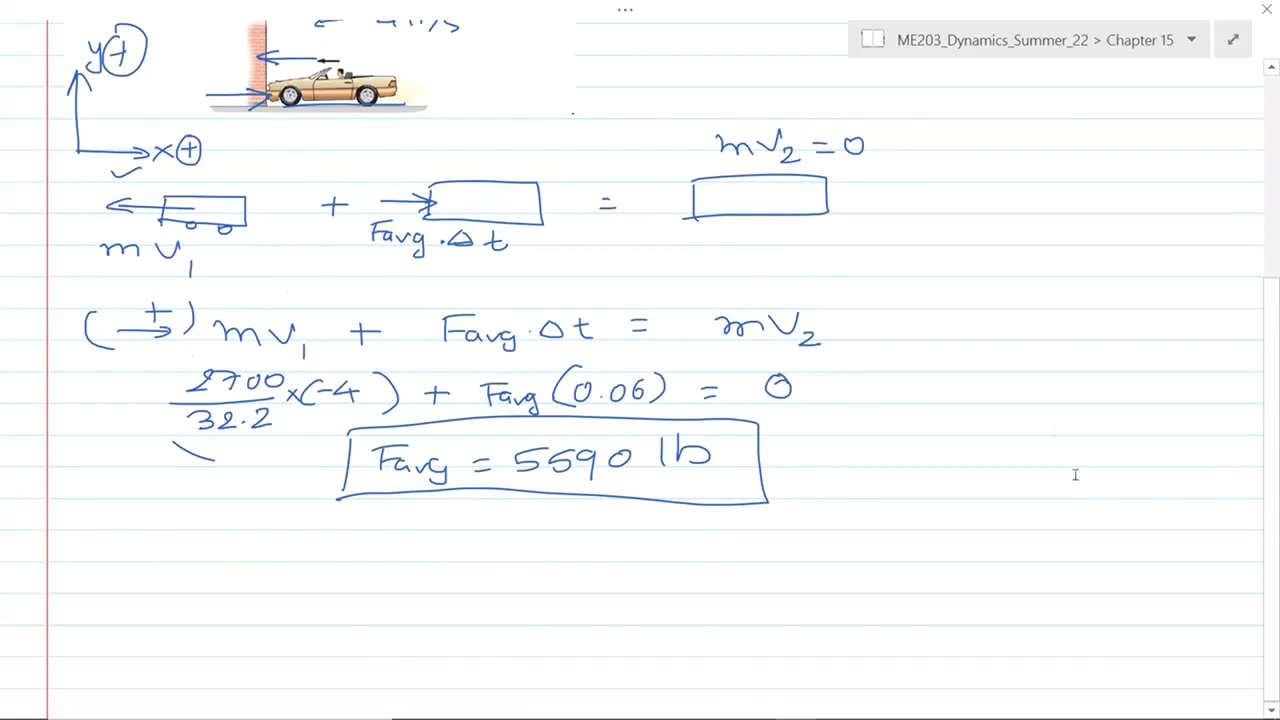 ME203_Dynamics_Summer_22 > Chapter 15
y+
x+
mV₂ = 0
+ =
mV₁
Favg.Δt
(→+) mV₁ + Favg.Δt = mV₂
2700/32.2 x(-4) + Favg(0.06) = 0
Favg = 5590 lb